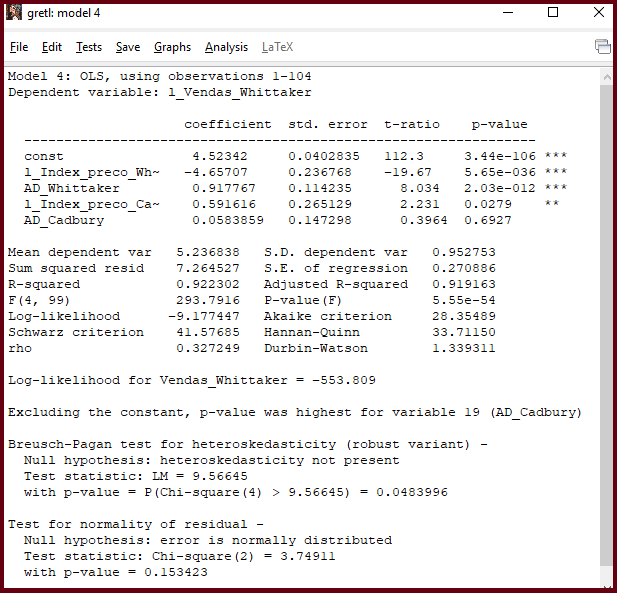 gretl: model 4
File Edit Tests Save Graphs Analysis LaTeX
Model 4: OLS, using observations 1-104
Dependent variable: l_Vendas_Whittaker
coefficient std. error t-ratio p-value
---------------------------------------------------------------
const 4.52342 0.0402835 112.3 3.44e-106 ***
l_Index_preco_Wh~ -4.65707 0.236768 -19.67 5.65e-036 ***
AD_Whittaker 0.917767 0.114235 8.034 2.03e-012 ***
l_Index_preco_Ca~ 0.591616 0.265129 2.231 0.0279 **
AD_Cadbury 0.0583859 0.147298 0.3964 0.6927
Mean dependent var 5.236838 S.D. dependent var 0.952753
Sum squared resid 7.264527 S.E. of regression 0.270886
R-squared 0.922302 Adjusted R-squared 0.919163
F(4, 99) 293.7916 P-value(F) 5.55e-54
Log-likelihood -9.177447 Akaike criterion 28.35489
Schwarz criterion 41.57685 Hannan-Quinn 33.71150
rho 0.327249 Durbin-Watson 1.339311
Log-likelihood for Vendas_Whittaker = -553.809
Excluding the constant, p-value was highest for variable 19 (AD_Cadbury)
Breusch-Pagan test for heteroskedasticity (robust variant) -
Null hypothesis: heteroskedasticity not present
Test statistic: LM = 9.56645
with p-value = P(Chi-square(4) > 9.56645) = 0.0483996
Test for normality of residual -
Null hypothesis: error is normally distributed
Test statistic: Chi-square(2) = 3.74911
with p-value = 0.153423